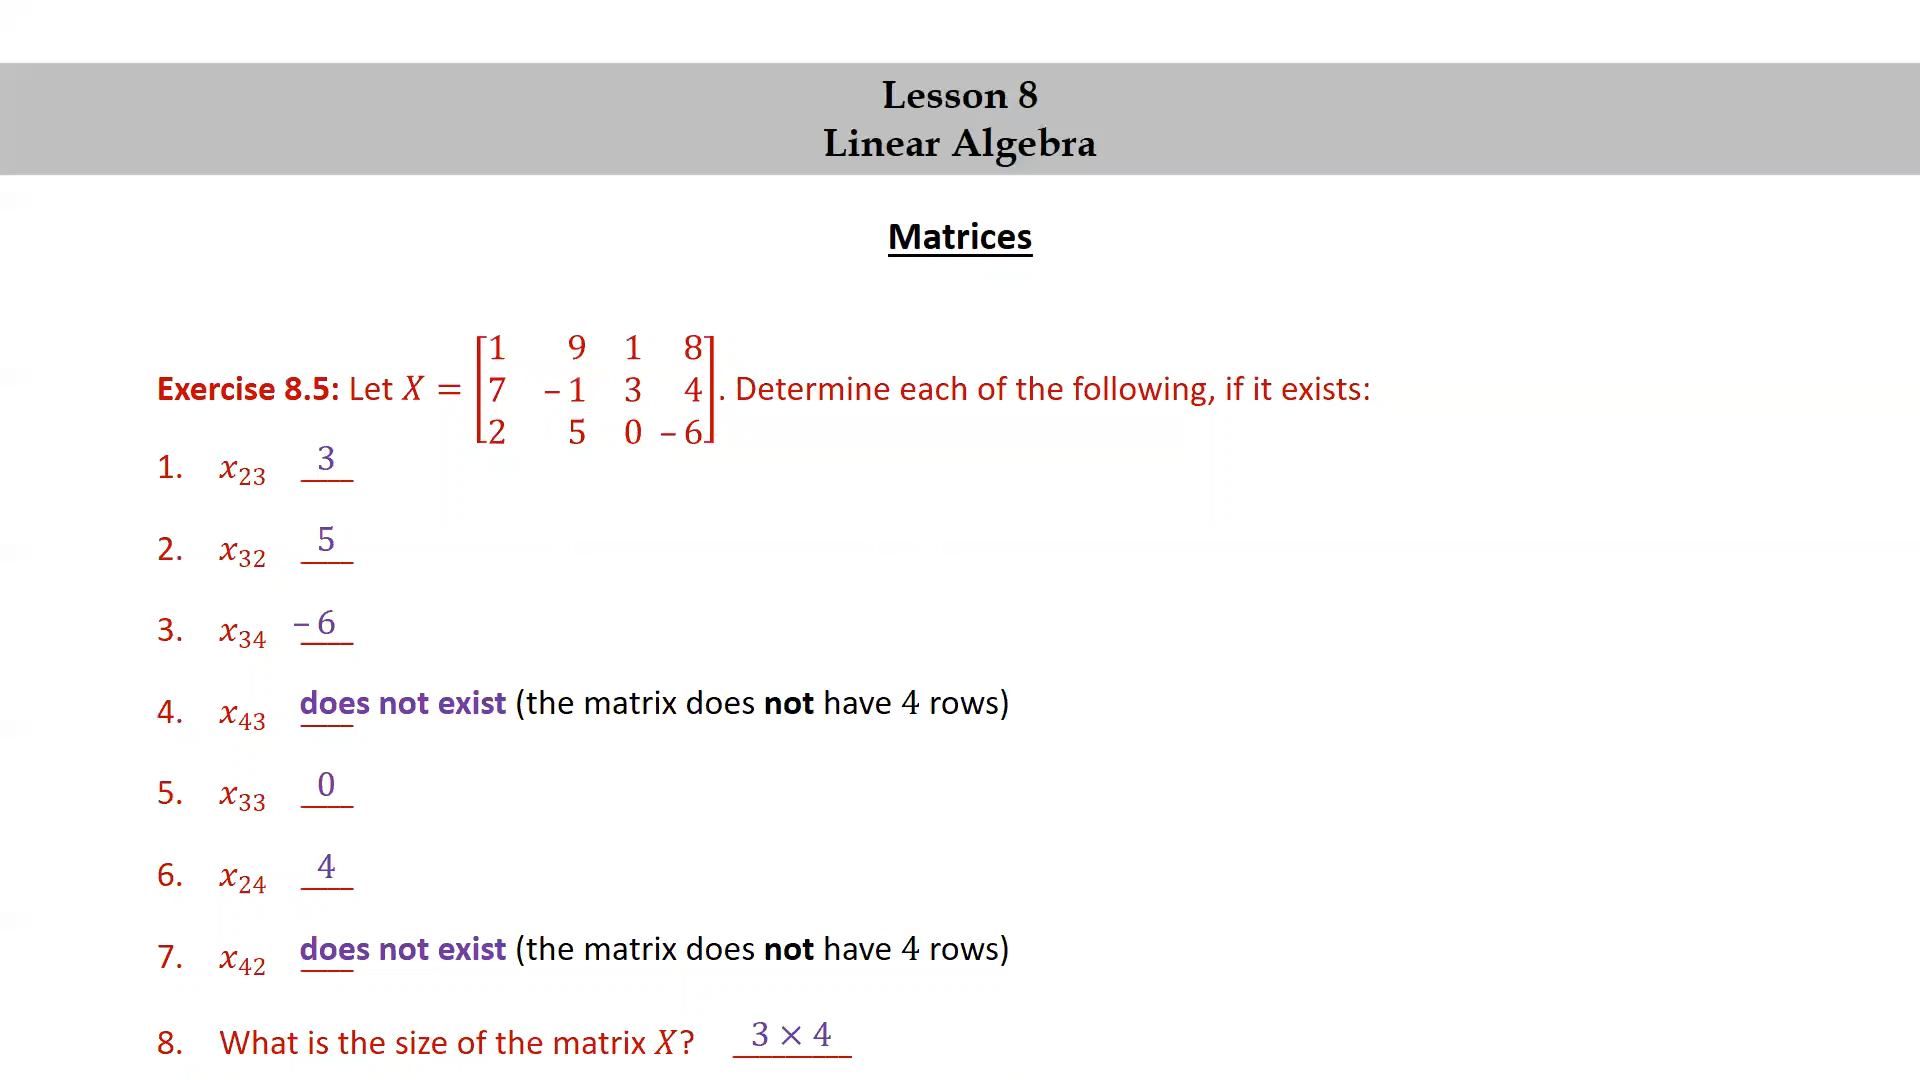 Lesson 8
Linear Algebra
Matrices
Exercise 8.5: Let X = [1 9 1 8
7 – 1 3 4
2 5 0 – 6]. Determine each of the following, if it exists:
1. x₂₃ 3
2. x₃₂ 5
3. x₃₄ – 6
4. x₄₃ does not exist (the matrix does not have 4 rows)
5. x₃₃ 0
6. x₂₄ 4
7. x₄₂ does not exist (the matrix does not have 4 rows)
8. What is the size of the matrix X? 3 × 4